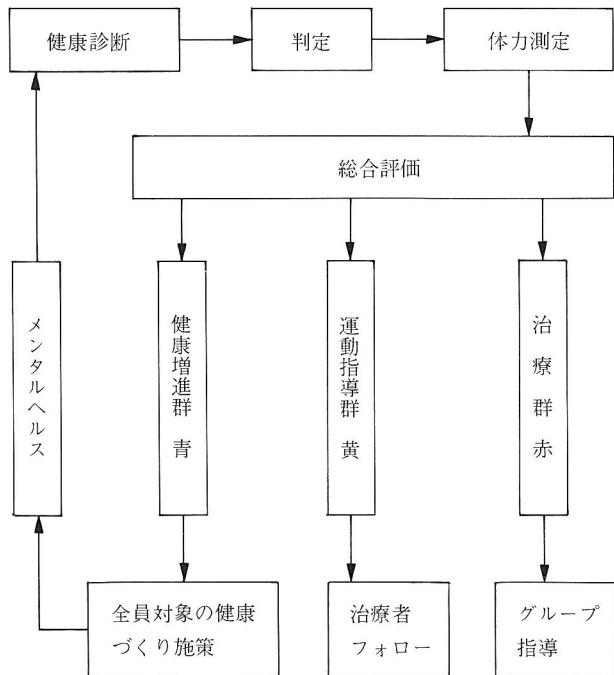 健康診断
判定
体力測定
総合評価
メンタルヘルス
健康増進群 青
運動指導群 黄
治療群 赤
全員対象の健康
づくり施策
治療者
フォロー
グループ
指導